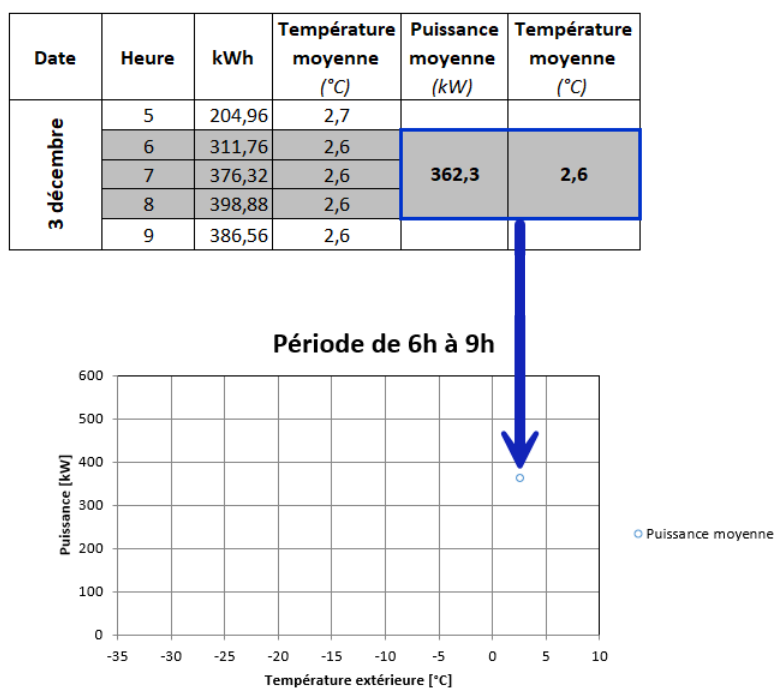 Date Heure kWh Température moyenne (°C) Puissance moyenne (kW) Température moyenne (°C)
3 décembre
5 204,96 2,7
6 311,76 2,6
7 376,32 2,6 362,3 2,6
8 398,88 2,6
9 386,56 2,6
Période de 6h à 9h
600
500
400
300
200
100
0
Puissance [kW]
-35 -30 -25 -20 -15 -10 -5 0 5 10
Température extérieure [°C]
Puissance moyenne